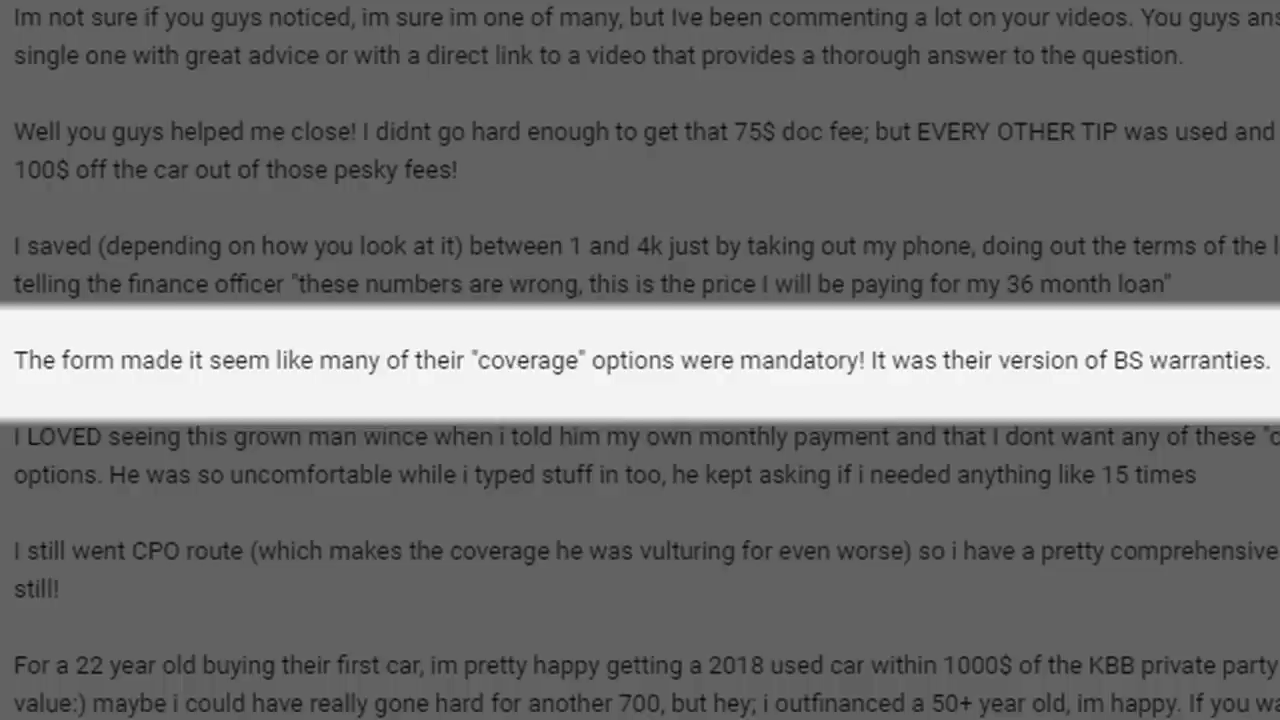 Im not sure if you guys noticed, im sure im one of many, but Ive been commenting a lot on your videos. You guys
single one with great advice or with a direct link to a video that provides a thorough answer to the question.
Well you guys helped me close! I didnt go hard enough to get that 75$ doc fee; but EVERY OTHER TIP was used and
100$ off the car out of those pesky fees!
I saved (depending on how you look at it) between 1 and 4k just by taking out my phone, doing out the terms of the
telling the finance officer "these numbers are wrong, this is the price I will be paying for my 36 month loan"
The form made it seem like many of their "coverage" options were mandatory! It was their version of BS warranties.
I LOVED seeing this grown man wince when i told him my own monthly payment and that I dont want any of these
options. He was so uncomfortable while i typed stuff in too, he kept asking if i needed anything like 15 times
I still went CPO route (which makes the coverage he was vulturing for even worse) so i have a pretty comprehensive
still!
For a 22 year old buying their first car, im pretty happy getting a 2018 used car within 1000$ of the KBB private party
value:) maybe i could have really gone hard for another 700, but hey; i outfinanced a 50+ year old, im happy. If you